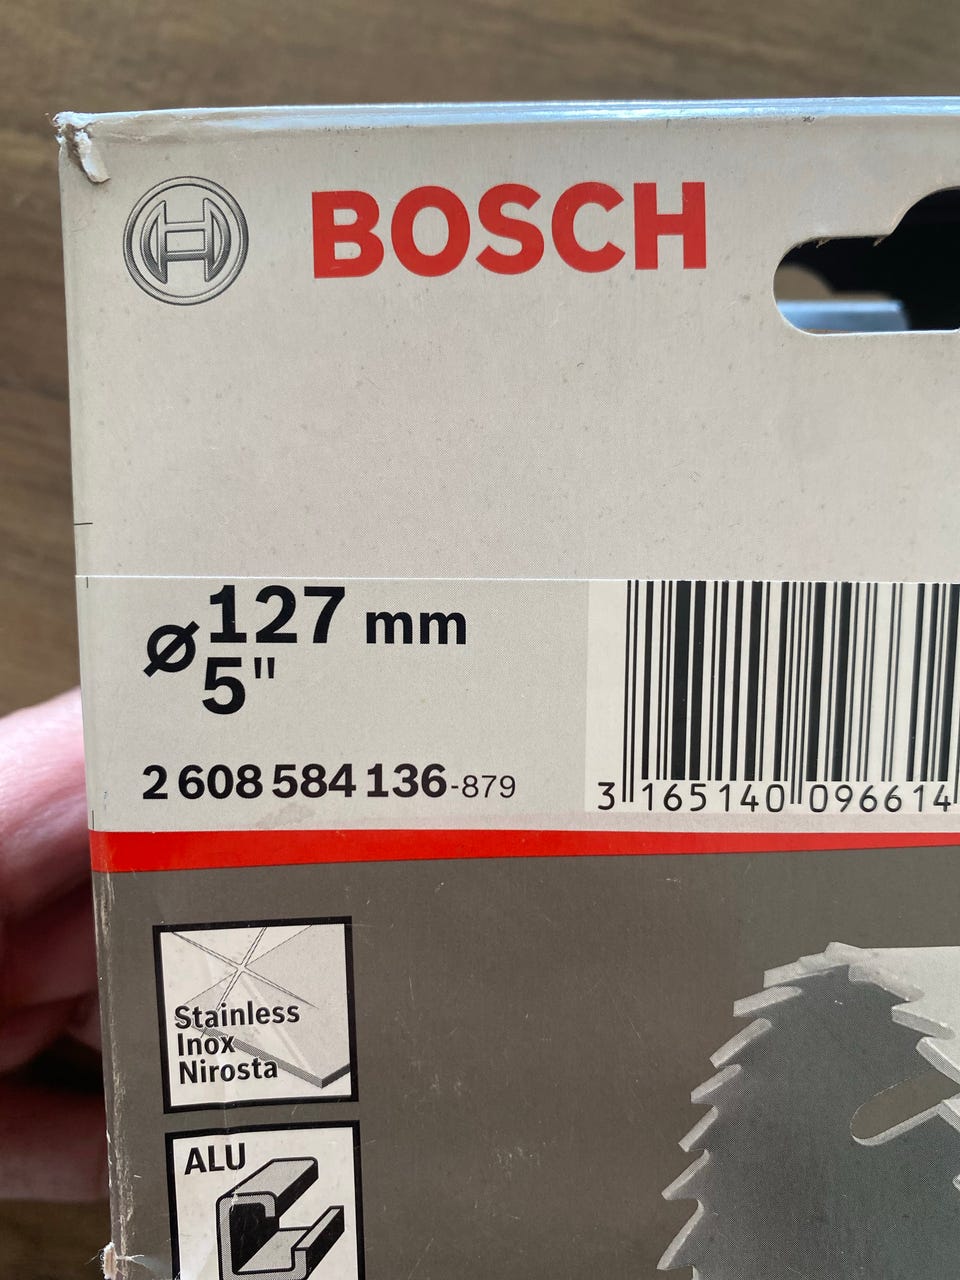 BOSCH
⌀ 127 mm
5"
2 608 584 136-879
3 165140 096614
Stainless
Inox
Nirosta
ALU